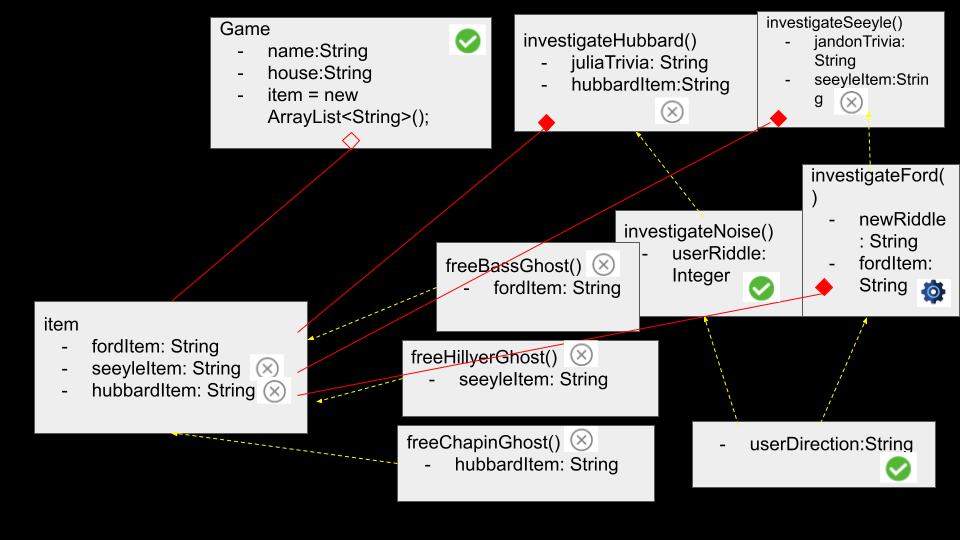 Game
- name:String
- house:String
- item = new
ArrayList<String>();
investigateHubbard()
- juliaTrivia: String
- hubbardItem:String
investigateSeeyle()
- jandonTrivia:
String
- seeyleItem:Strin
g
investigateFord(
)
- newRiddle
: String
- fordItem:
String
investigateNoise()
- userRiddle:
Integer
freeBassGhost()
- fordItem: String
item
- fordItem: String
- seeyleItem: String
- hubbardItem: String
freeHillyerGhost()
- seeyleItem: String
freeChapinGhost()
- hubbardItem: String
- userDirection:String